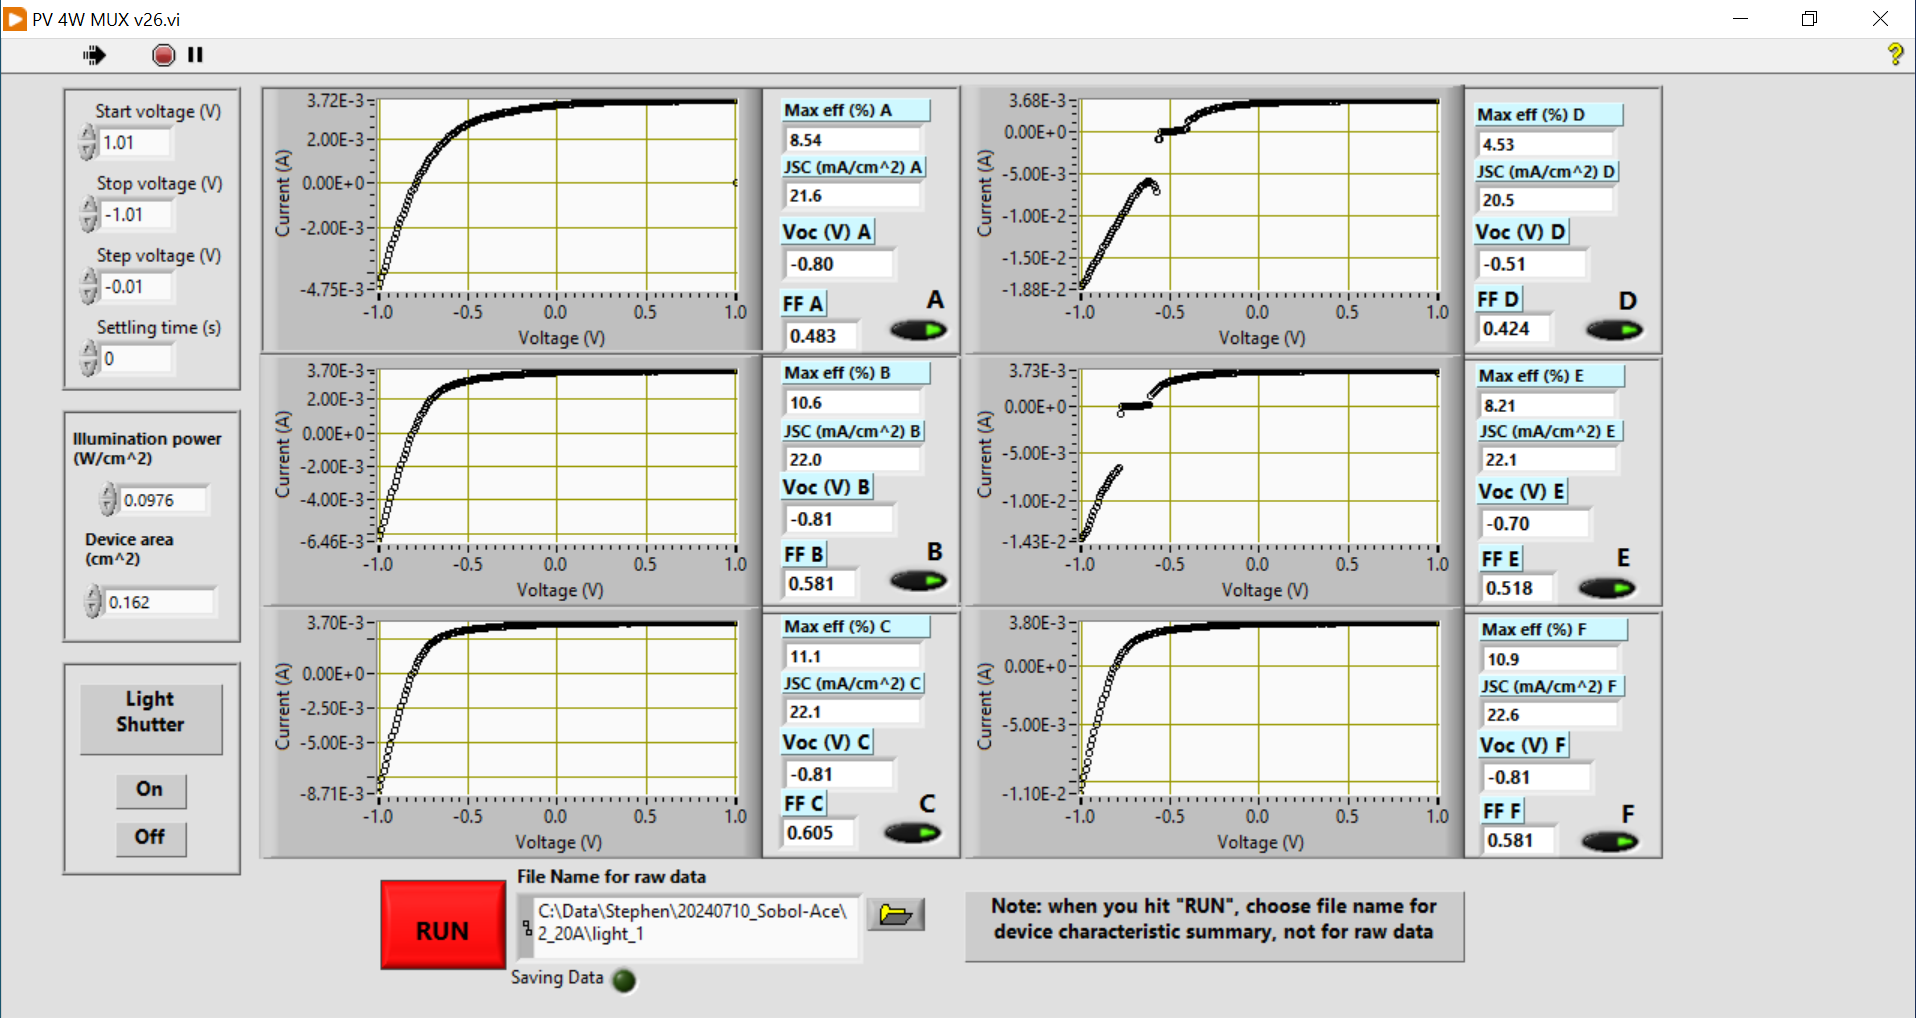 PV 4W MUX v26.vi
Start voltage (V)
1.01
Stop voltage (V)
-1.01
Step voltage (V)
-0.01
Settling time (s)
0
Illumination power
(W/cm^2)
0.0976
Device area
(cm^2)
0.162
Light
Shutter
On
Off
3.72E-3
2.00E-3
0.00E+0
-2.00E-3
-4.75E-3
Current (A)
-1.0 -0.5 0.0 0.5 1.0
Voltage (V)
Max eff (%) A
8.54
JSC (mA/cm^2) A
21.6
Voc (V) A
-0.80
FF A
0.483
A
3.70E-3
2.00E-3
0.00E+0
-2.00E-3
-4.00E-3
-6.46E-3
Current (A)
-1.0 -0.5 0.0 0.5 1.0
Voltage (V)
Max eff (%) B
10.6
JSC (mA/cm^2) B
22.0
Voc (V) B
-0.81
FF B
0.581
B
3.70E-3
0.00E+0
-2.50E-3
-5.00E-3
-8.71E-3
Current (A)
-1.0 -0.5 0.0 0.5 1.0
Voltage (V)
Max eff (%) C
11.1
JSC (mA/cm^2) C
22.1
Voc (V) C
-0.81
FF C
0.605
C
3.68E-3
0.00E+0
-5.00E-3
-1.00E-2
-1.50E-2
-1.88E-2
Current (A)
-1.0 -0.5 0.0 0.5 1.0
Voltage (V)
Max eff (%) D
4.53
JSC (mA/cm^2) D
20.5
Voc (V) D
-0.51
FF D
0.424
D
3.73E-3
0.00E+0
-5.00E-3
-1.00E-2
-1.43E-2
Current (A)
-1.0 -0.5 0.0 0.5 1.0
Voltage (V)
Max eff (%) E
8.21
JSC (mA/cm^2) E
22.1
Voc (V) E
-0.70
FF E
0.518
E
3.80E-3
0.00E+0
-5.00E-3
-1.10E-2
Current (A)
-1.0 -0.5 0.0 0.5 1.0
Voltage (V)
Max eff (%) F
10.9
JSC (mA/cm^2) F
22.6
Voc (V) F
-0.81
FF F
0.581
F
RUN
File Name for raw data
C:\Data\Stephen\20240710_Sobol-Ace\
2_20A\light_1
Saving Data
Note: when you hit "RUN", choose file name for
device characteristic summary, not for raw data